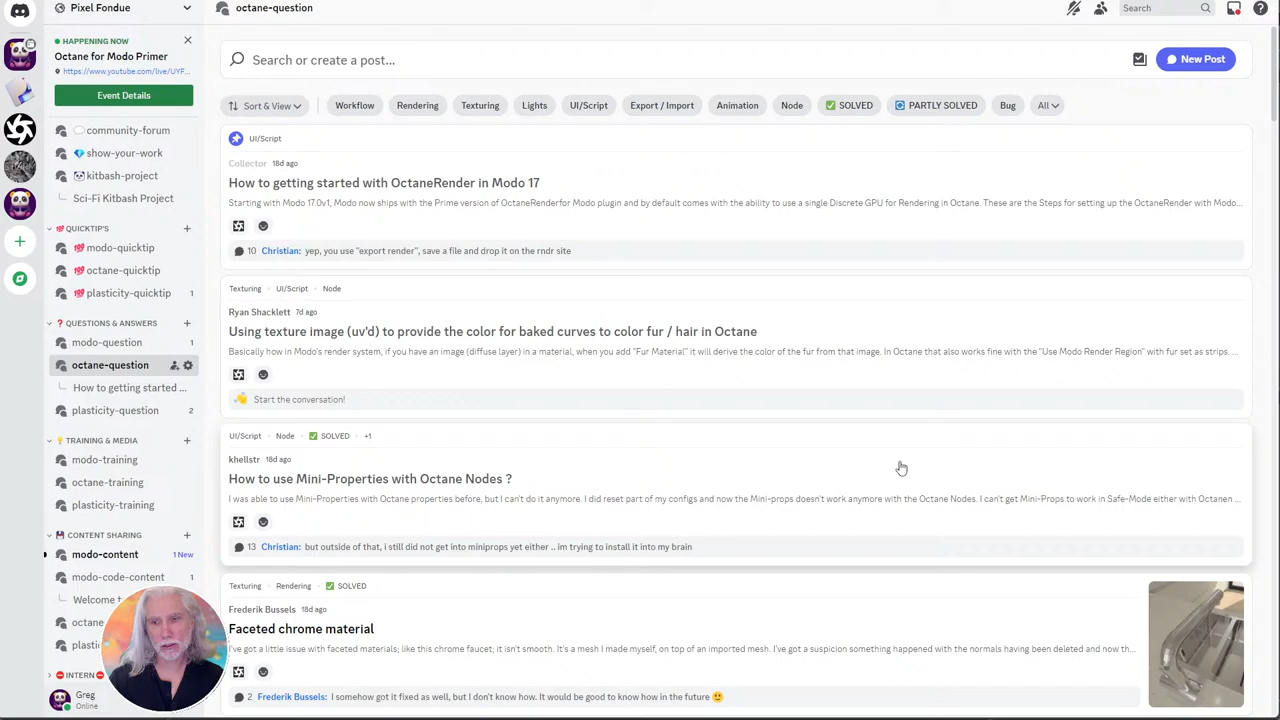 Pixel Fondue
octane-question
Search
HAPPENING NOW
Octane for Modo Primer
https://www.youtube.com/live/UYF...
Event Details
community-forum
show-your-work
kitbash-project
Sci-Fi Kitbash Project
QUICKTIP'S
modo-quicktip
octane-quicktip
plasticity-quicktip 1
QUESTIONS & ANSWERS
modo-question 1
octane-question
How to getting started ...
plasticity-question 2
TRAINING & MEDIA
modo-training
octane-training
plasticity-training
CONTENT SHARING
modo-content 1 New
modo-code-content 1
Welcome
octane
plasti
INTERN
Greg
Online
Search or create a post...
New Post
Sort & View
Workflow
Rendering
Texturing
Lights
UI/Script
Export / Import
Animation
Node
SOLVED
PARTLY SOLVED
Bug
All
UI/Script
Collector 18d ago
How to getting started with OctaneRender in Modo 17
Starting with Modo 17.0v1, Modo now ships with the Prime version of OctaneRenderfor Modo plugin and by default comes with the ability to use a single Discrete GPU for Rendering in Octane. These are the Steps for setting up the OctaneRender with Modo...
10 Christian: yep, you use "export render", save a file and drop it on the rndr site
Texturing • UI/Script • Node
Ryan Shacklett 7d ago
Using texture image (uv'd) to provide the color for baked curves to color fur / hair in Octane
Basically how in Modo's render system, if you have an image (diffuse layer) in a material, when you add "Fur Material" it will derive the color of the fur from that image. In Octane that also works fine with the "Use Modo Render Region" with fur set as strips. ...
Start the conversation!
UI/Script • Node • SOLVED • +1
khellstr 18d ago
How to use Mini-Properties with Octane Nodes ?
I was able to use Mini-Properties with Octane properties before, but I can't do it anymore. I did reset part of my configs and now the Mini-props doesn't work anymore with the Octane Nodes. I can't get Mini-Props to work in Safe-Mode either with Octanen ...
13 Christian: but outside of that, i still did not get into miniprops yet either .. im trying to install it into my brain
Texturing • Rendering • SOLVED
Frederik Bussels 18d ago
Faceted chrome material
I've got a little issue with faceted materials; like this chrome faucet; it isn't smooth. It's a mesh I made myself, on top of an imported mesh. I've got a suspicion something happened with the normals having been deleted and now th...
2 Frederik Bussels: I somehow got it fixed as well, but I don't know how. It would be good to know how in the future